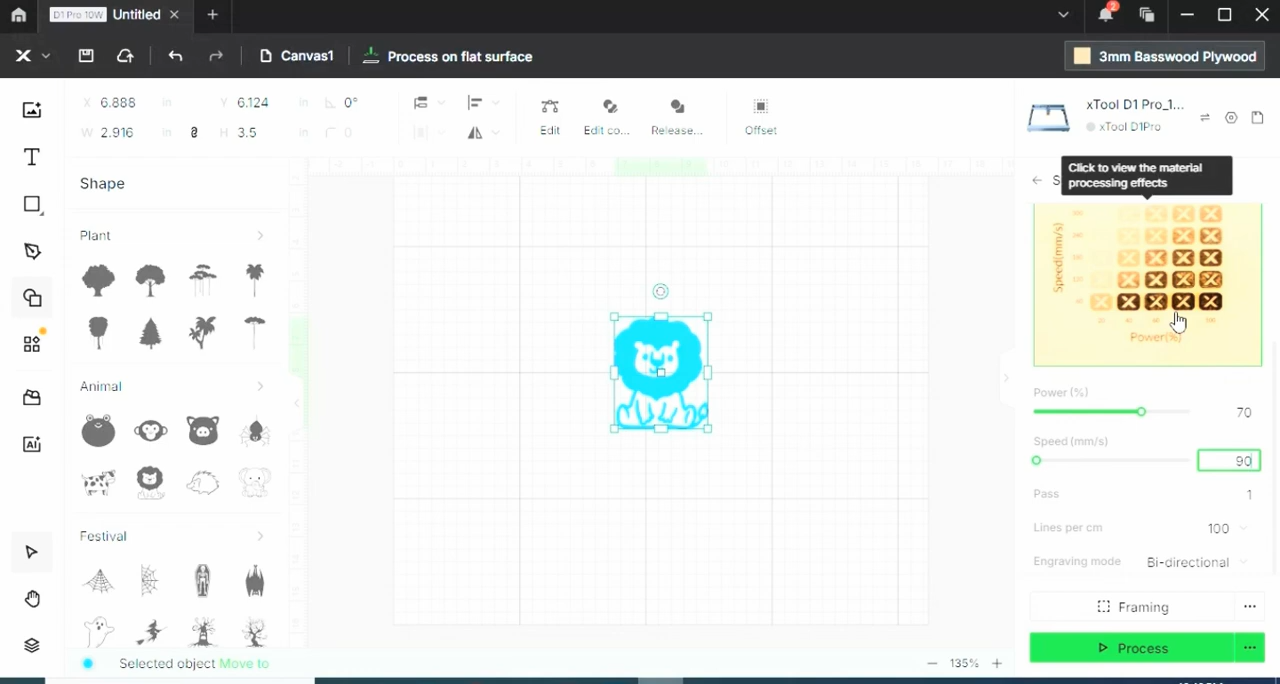 D1 Pro 10W Untitled
2
Canvas1 Process on flat surface 3mm Basswood Plywood
X 6.888 in Y 6.124 in 0°
W 2.916 in H 3.5 in 0
Edit Edit co... Release... Offset
xTool D1 Pro_1...
xTool D1Pro
Click to view the material
processing effects
Shape
Plant
Animal
Festival
Speed(mm/s)
Power(%)
Power (%)
70
Speed (mm/s)
90
Pass 1
Lines per cm 100
Engraving mode Bi-directional
Framing
Process
Selected object Move to
135%